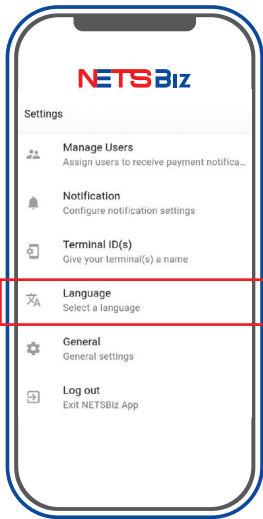 NETSBiz
Settings
Manage Users
Assign users to receive payment notifica...
Notification
Configure notification settings
Terminal ID(s)
Give your terminal(s) a name
Language
Select a language
General
General settings
Log out
Exit NETSBiz App